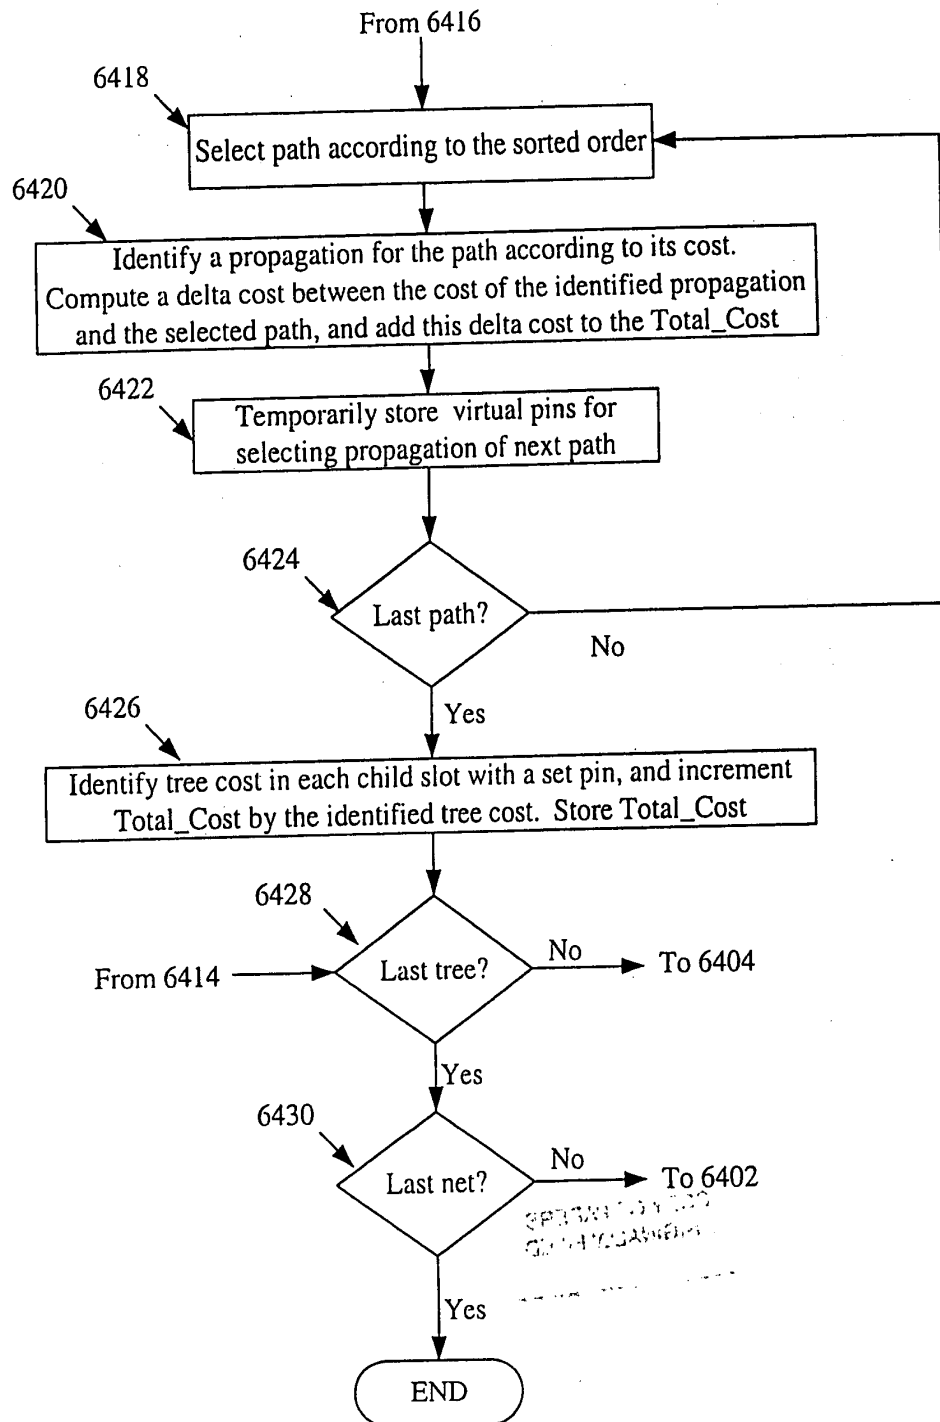 From 6416
6418
Select path according to the sorted order
6420
Identify a propagation for the path according to its cost.
Compute a delta cost between the cost of the identified propagation
and the selected path, and add this delta cost to the Total_Cost
6422
Temporarily store virtual pins for
selecting propagation of next path
6424
Last path?
No
Yes
6426
Identify tree cost in each child slot with a set pin, and increment
Total_Cost by the identified tree cost. Store Total_Cost
6428
Last tree?
No
To 6404
From 6414
Yes
6430
Last net?
No
To 6402
Yes
END